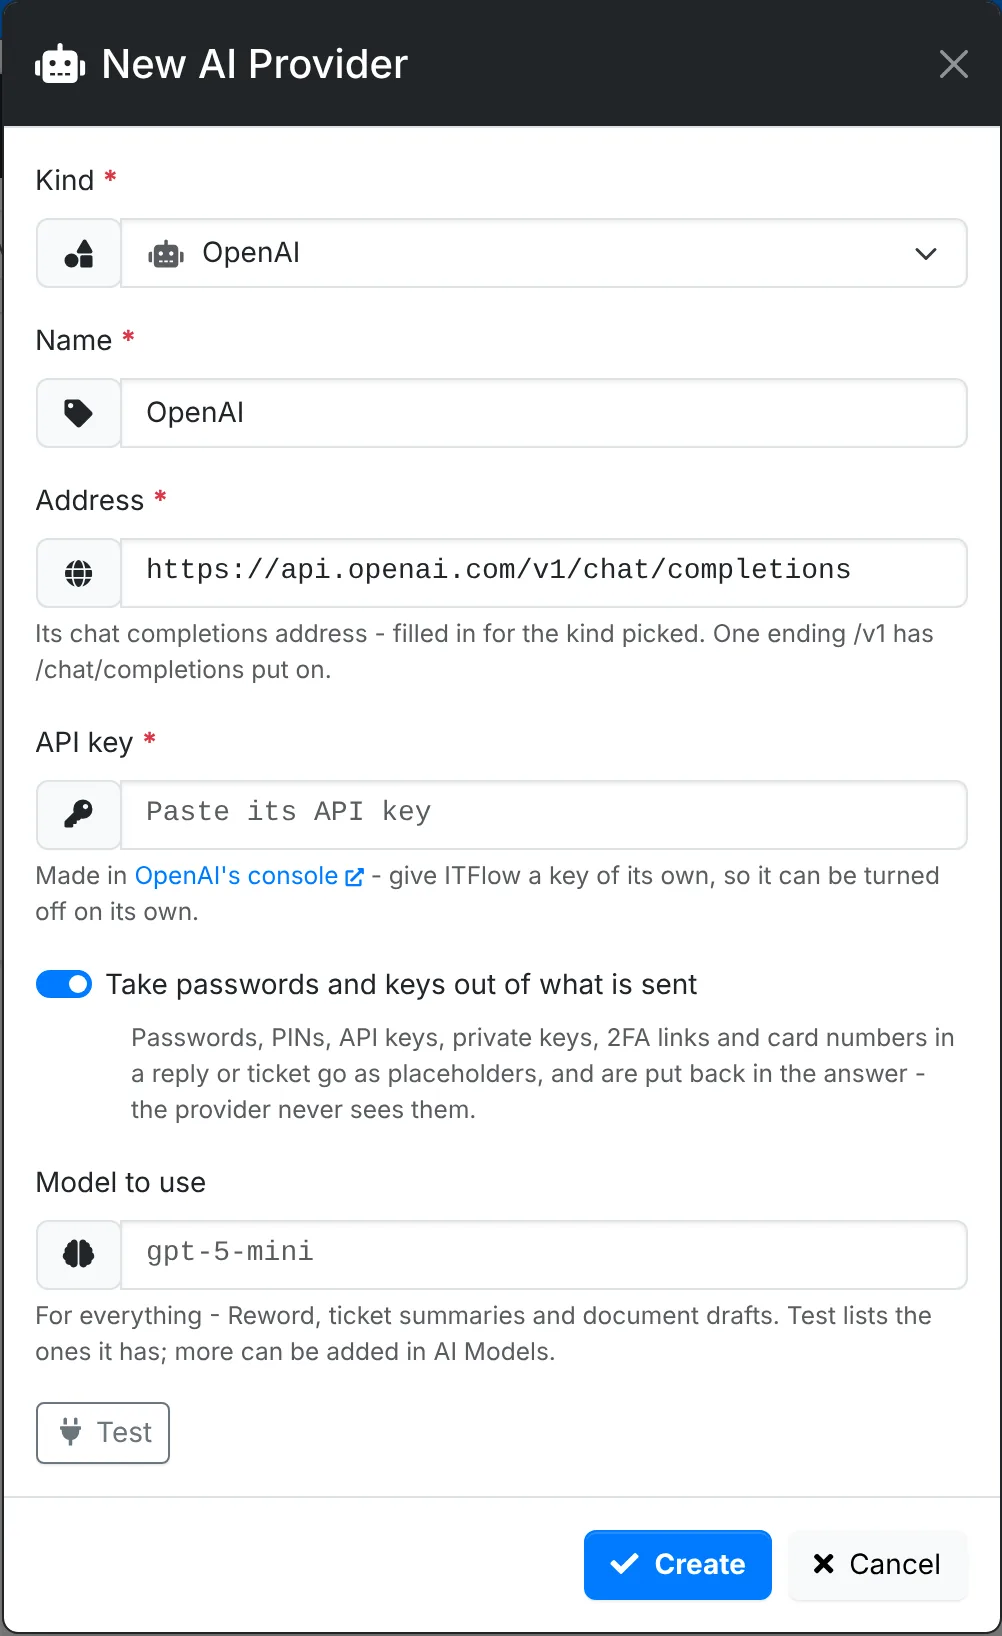 New AI Provider
Kind *
OpenAI
Name *
OpenAI
Address *
https://api.openai.com/v1/chat/completions
Its chat completions address - filled in for the kind picked. One ending /v1 has
/chat/completions put on.
API key *
Paste its API key
Made in OpenAI's console - give ITFlow a key of its own, so it can be turned
off on its own.
Take passwords and keys out of what is sent
Passwords, PINs, API keys, private keys, 2FA links and card numbers in
a reply or ticket go as placeholders, and are put back in the answer -
the provider never sees them.
Model to use
gpt-5-mini
For everything - Reword, ticket summaries and document drafts. Test lists the
ones it has; more can be added in AI Models.
Test
Create
Cancel